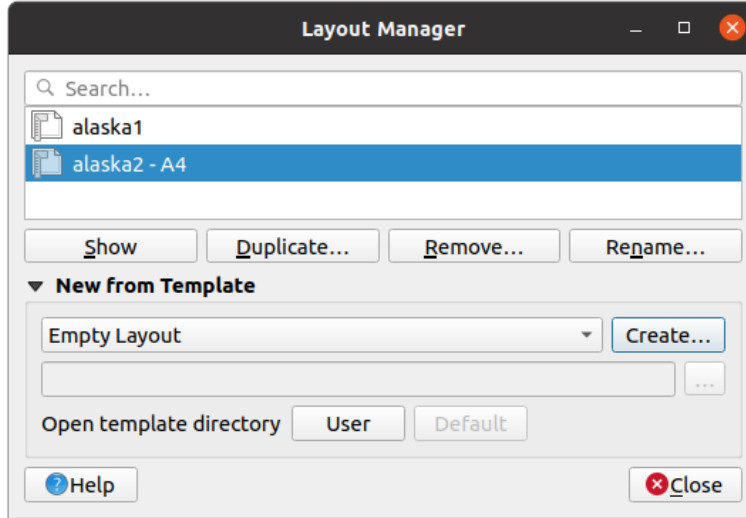 Layout Manager
Search...
alaska1
alaska2 - A4
Show Duplicate... Remove... Rename...
New from Template
Empty Layout Create...
...
Open template directory User Default
Help Close